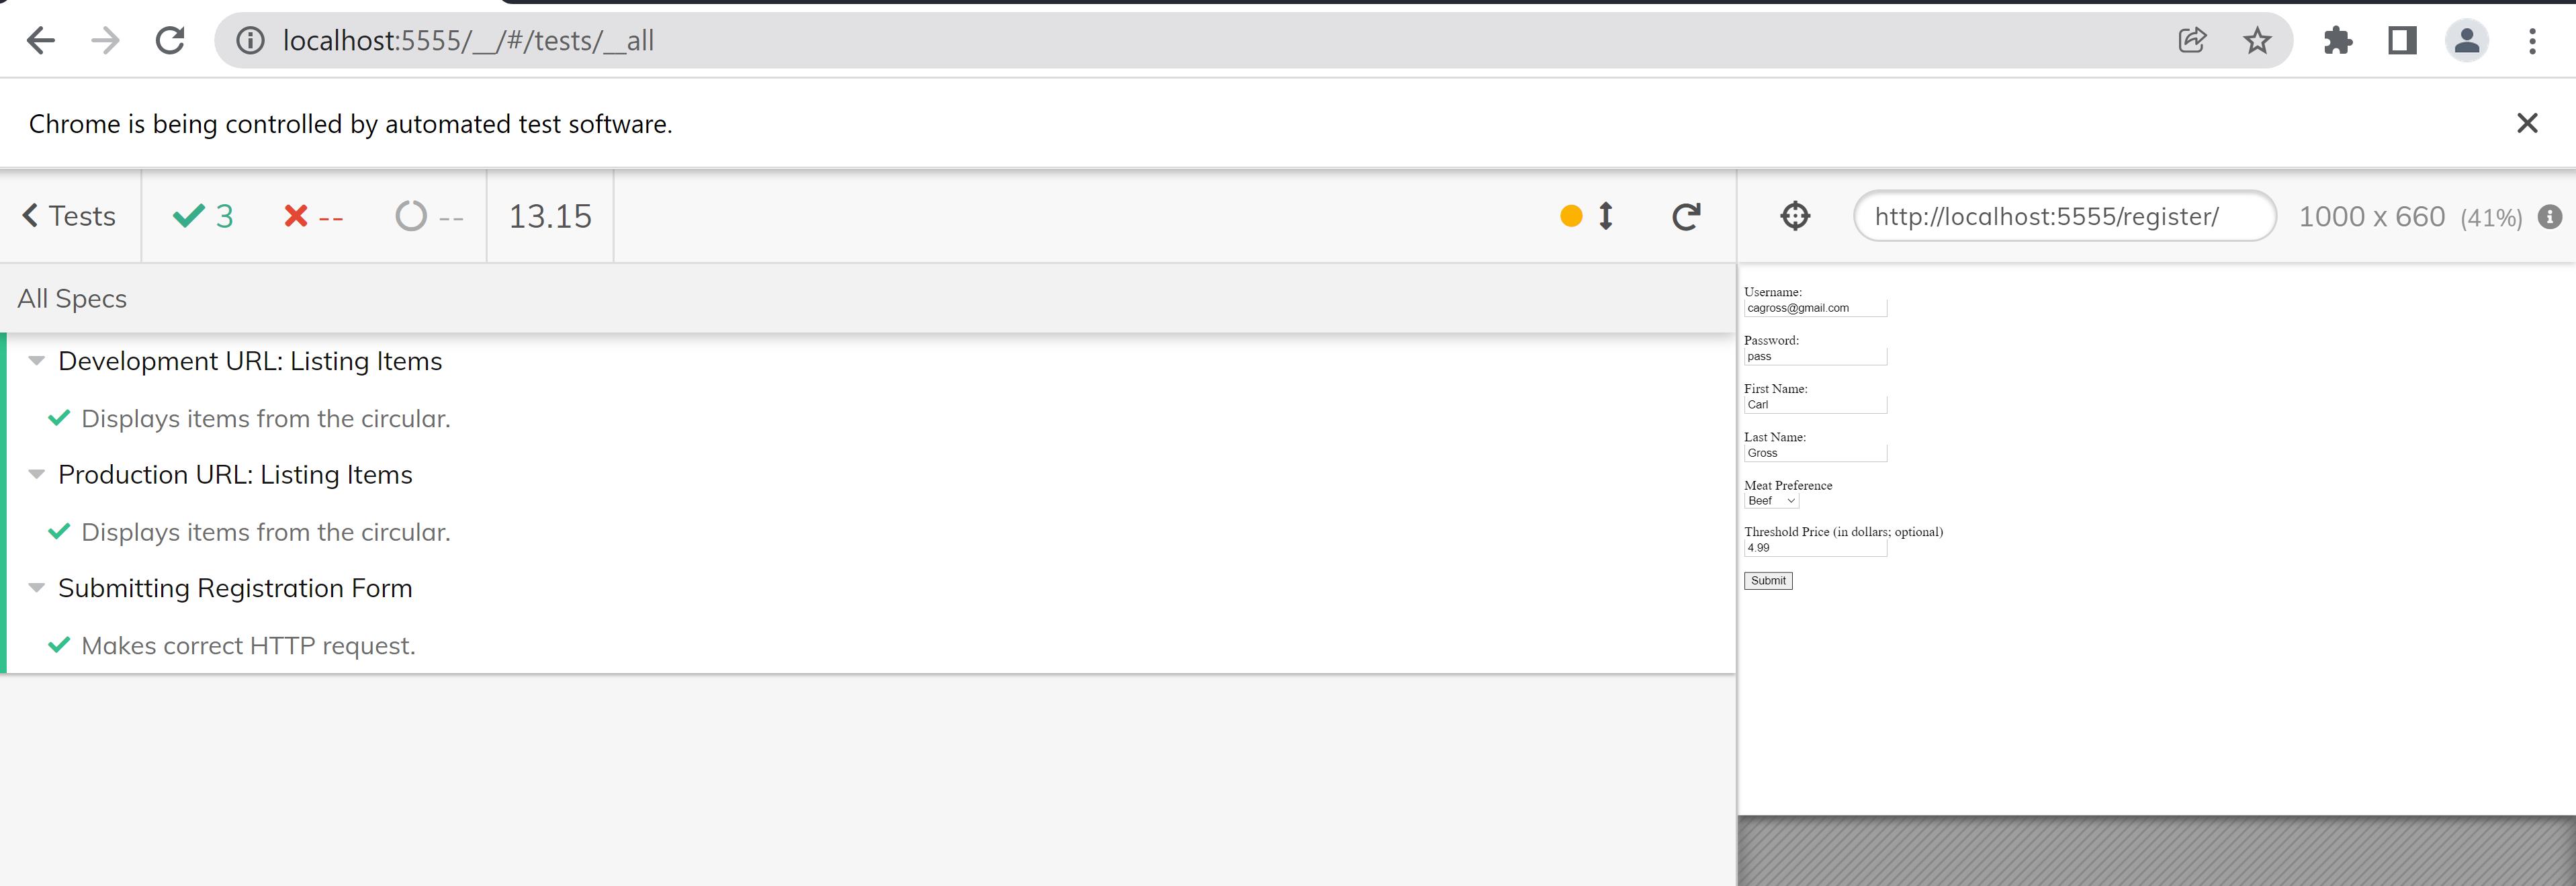 localhost:5555/__/#/tests/__all
Chrome is being controlled by automated test software.
Tests
3
--
--
13.15
http://localhost:5555/register/
1000 x 660 (41%)
All Specs
Development URL: Listing Items
Displays items from the circular.
Production URL: Listing Items
Displays items from the circular.
Submitting Registration Form
Makes correct HTTP request.
Username:
cagross@gmail.com
Password:
pass
First Name:
Carl
Last Name:
Gross
Meat Preference
Beef
Threshold Price (in dollars; optional)
4.99
Submit